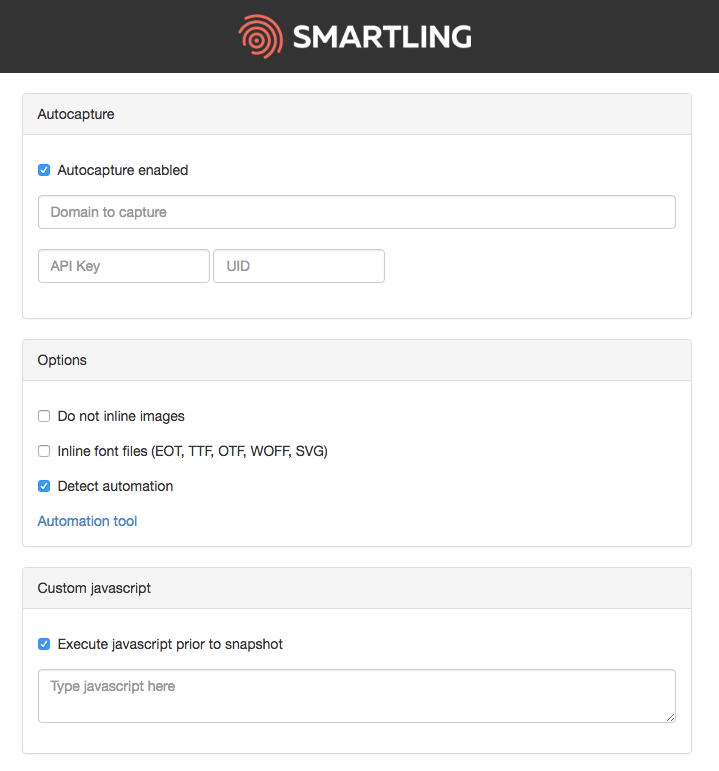 SMARTLING
Autocapture
Autocapture enabled
Domain to capture
API Key UID
Options
Do not inline images
Inline font files (EOT, TTF, OTF, WOFF, SVG)
Detect automation
Automation tool
Custom javascript
Execute javascript prior to snapshot
Type javascript here